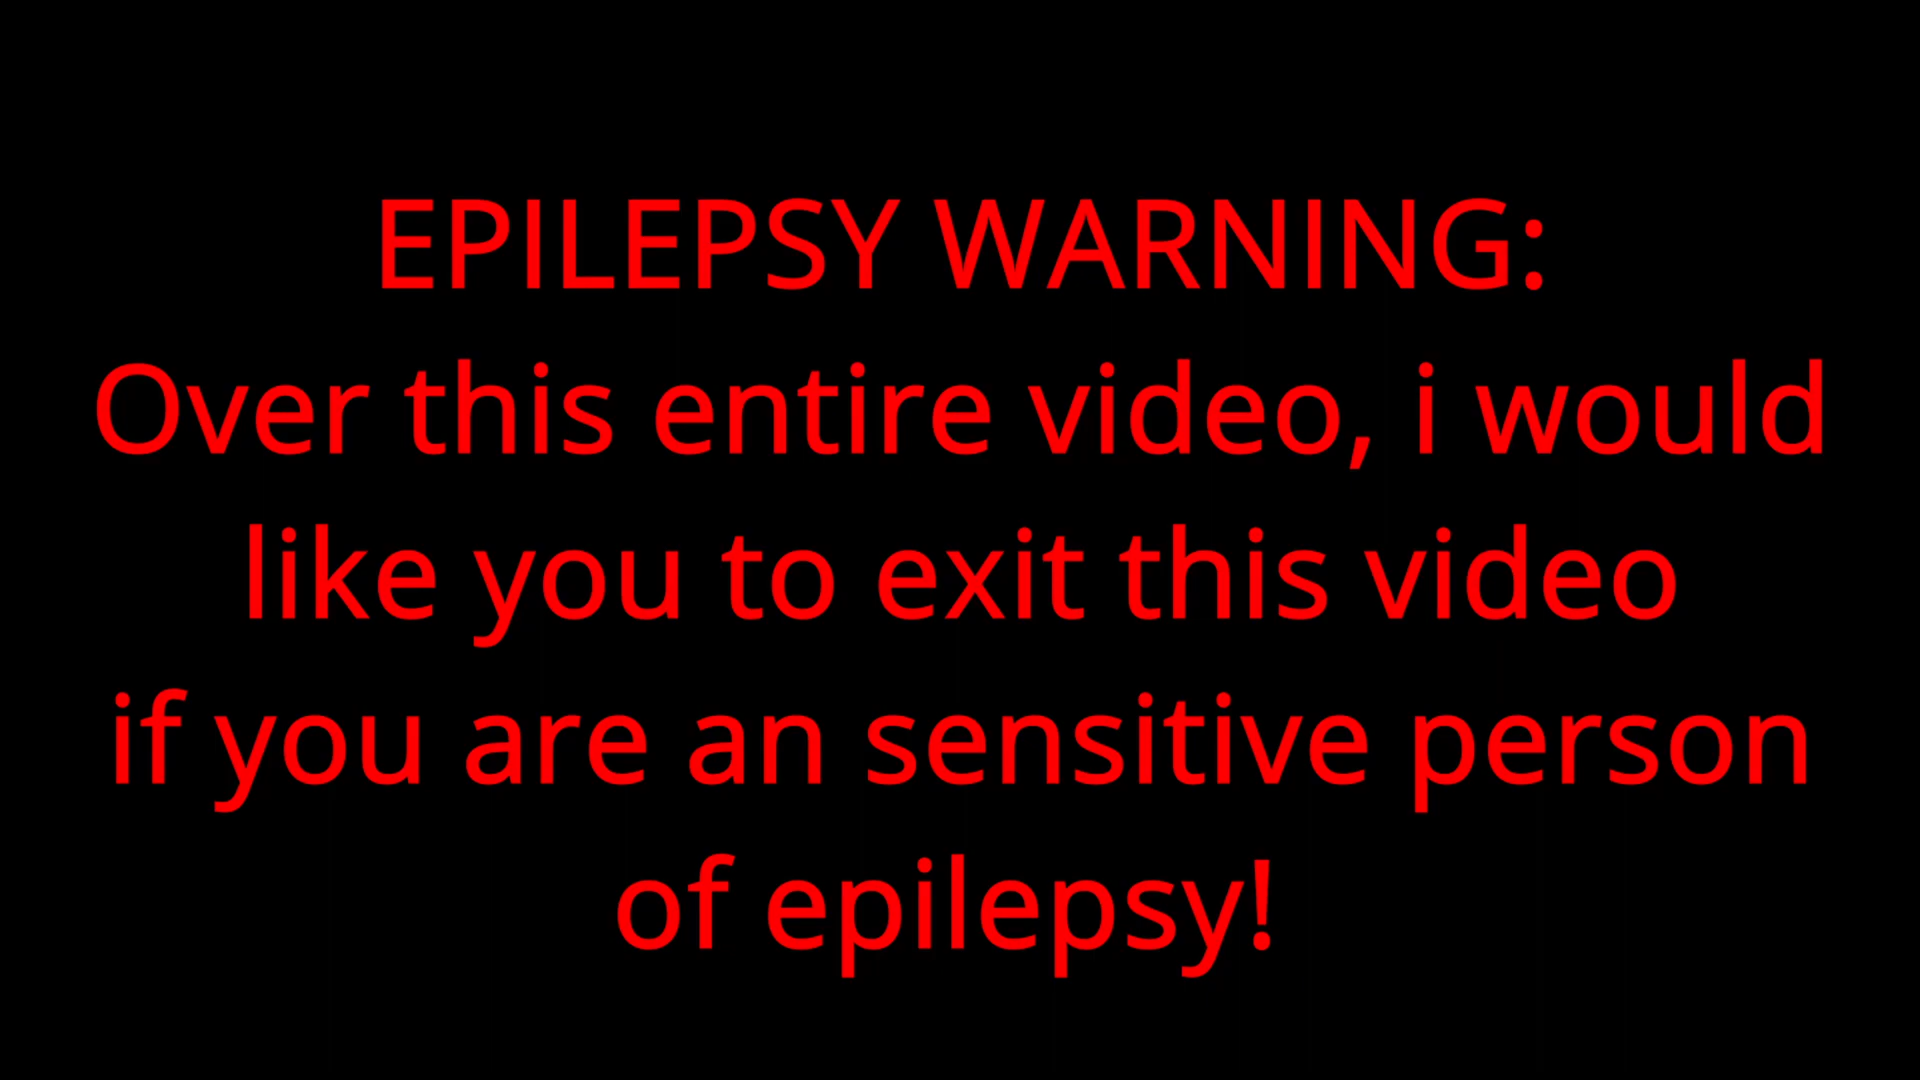 EPILEPSY WARNING:
Over this entire video, i would
like you to exit this video
if you are an sensitive person
of epilepsy!